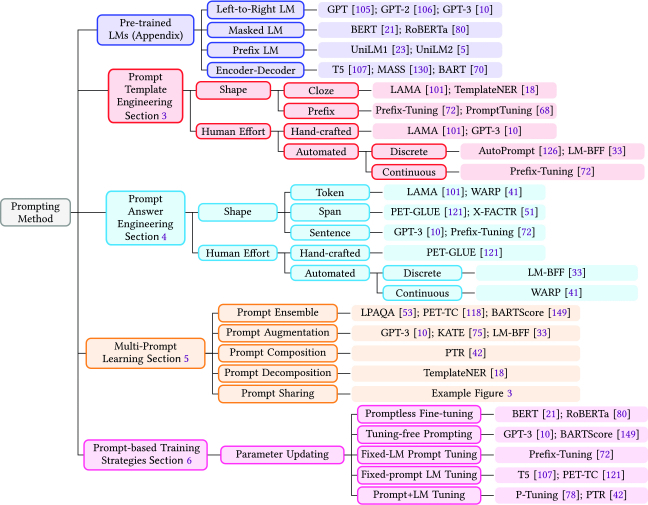 Prompting
Method
Pre-trained
LMs (Appendix)
Left-to-Right LM
GPT [105]; GPT-2 [106]; GPT-3 [10]
Masked LM
BERT [21]; RoBERTa [80]
Prefix LM
UniLM1 [23]; UniLM2 [5]
Encoder-Decoder
T5 [107]; MASS [130]; BART [70]
Prompt
Template
Engineering
Section 3
Shape
Cloze
LAMA [101]; TemplateNER [18]
Prefix
Prefix-Tuning [72]; PromptTuning [68]
Human Effort
Hand-crafted
LAMA [101]; GPT-3 [10]
Automated
Discrete
AutoPrompt [126]; LM-BFF [33]
Continuous
Prefix-Tuning [72]
Prompt
Answer
Engineering
Section 4
Shape
Token
LAMA [101]; WARP [41]
Span
PET-GLUE [121]; X-FACTR [51]
Sentence
GPT-3 [10]; Prefix-Tuning [72]
Human Effort
Hand-crafted
PET-GLUE [121]
Automated
Discrete
LM-BFF [33]
Continuous
WARP [41]
Multi-Prompt
Learning Section 5
Prompt Ensemble
LPAQA [53]; PET-TC [118]; BARTScore [149]
Prompt Augmentation
GPT-3 [10]; KATE [75]; LM-BFF [33]
Prompt Composition
PTR [42]
Prompt Decomposition
TemplateNER [18]
Prompt Sharing
Example Figure 3
Prompt-based Training
Strategies Section 6
Parameter Updating
Promptless Fine-tuning
BERT [21]; RoBERTa [80]
Tuning-free Prompting
GPT-3 [10]; BARTScore [149]
Fixed-LM Prompt Tuning
Prefix-Tuning [72]
Fixed-prompt LM Tuning
T5 [107]; PET-TC [121]
Prompt+LM Tuning
P-Tuning [78]; PTR [42]